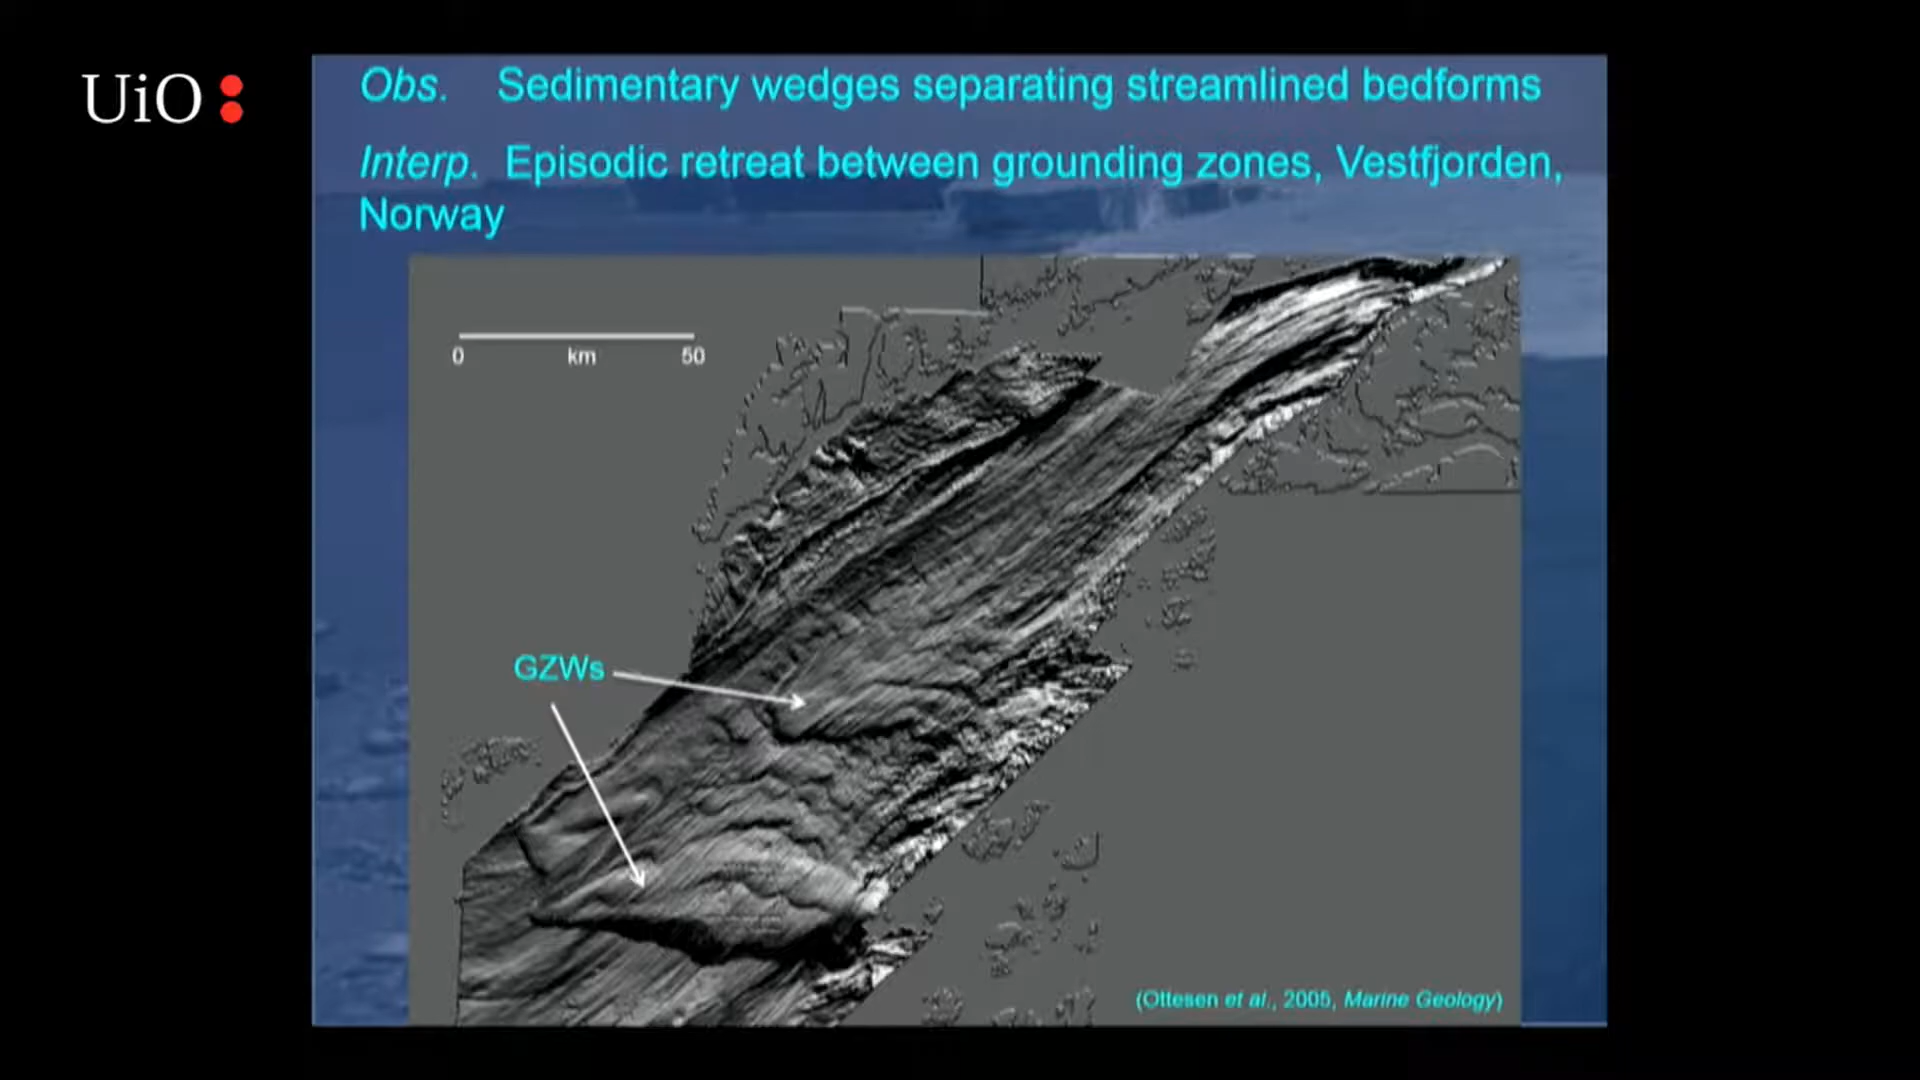 UiO:
Obs. Sedimentary wedges separating streamlined bedforms
Interp. Episodic retreat between grounding zones, Vestfjorden,
Norway
0 km 50
GZWs
(Ottesen et al., 2005, Marine Geology)